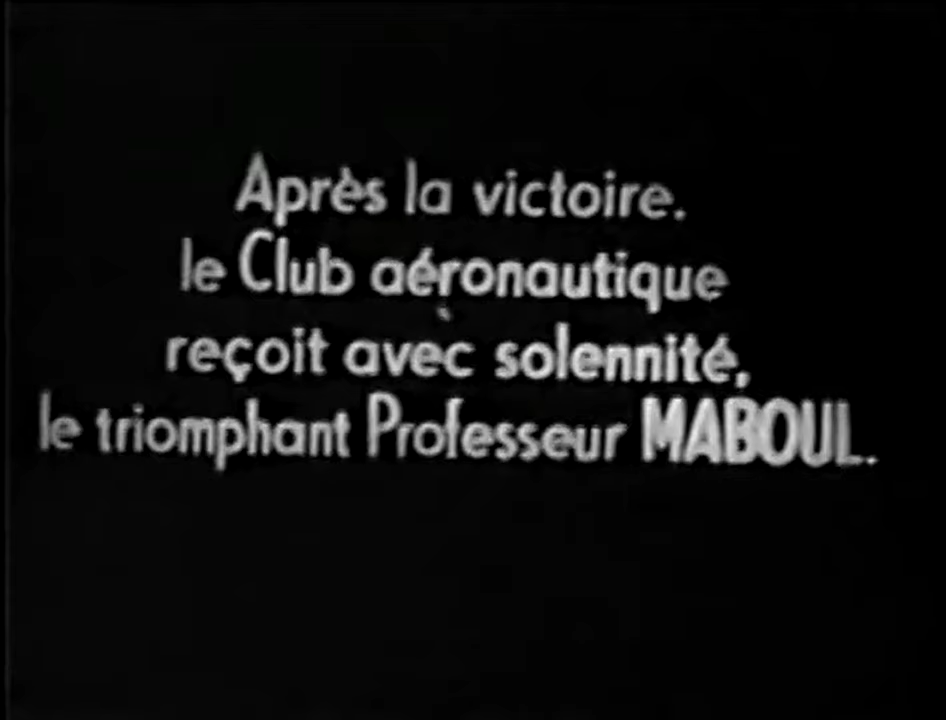 Après la victoire.
le Club aéronautique
reçoit avec solennité,
le triomphant Professeur MABOUL.